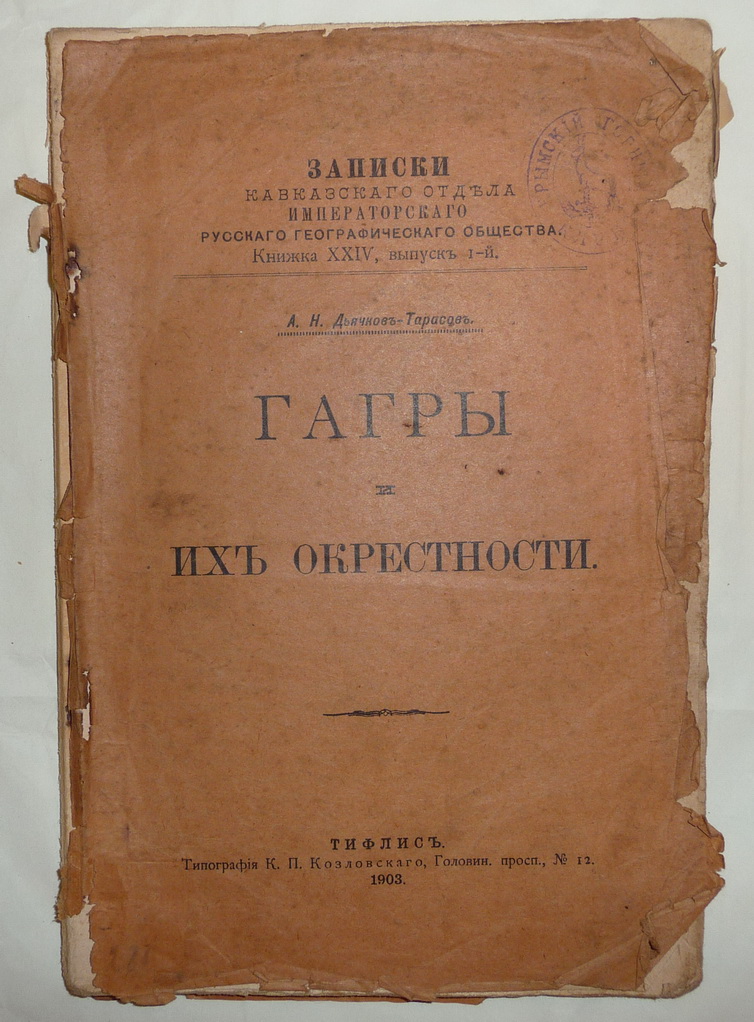 ЗАПИСКИ
КАВКАЗСКАГО ОТДѢЛА
ИМПЕРАТОРСКАГО
РУССКАГО ГЕОГРАФИЧЕСКАГО ОБЩЕСТВА.
Книжка XXIV, выпускъ 1-й.
А. Н. Дьячковъ-Тарасовъ.
ГАГРЫ
И
ИХЪ ОКРЕСТНОСТИ.
ТИФЛИСЪ.
Типографія К. П. Козловскаго, Головин. просп., № 12.
1903.